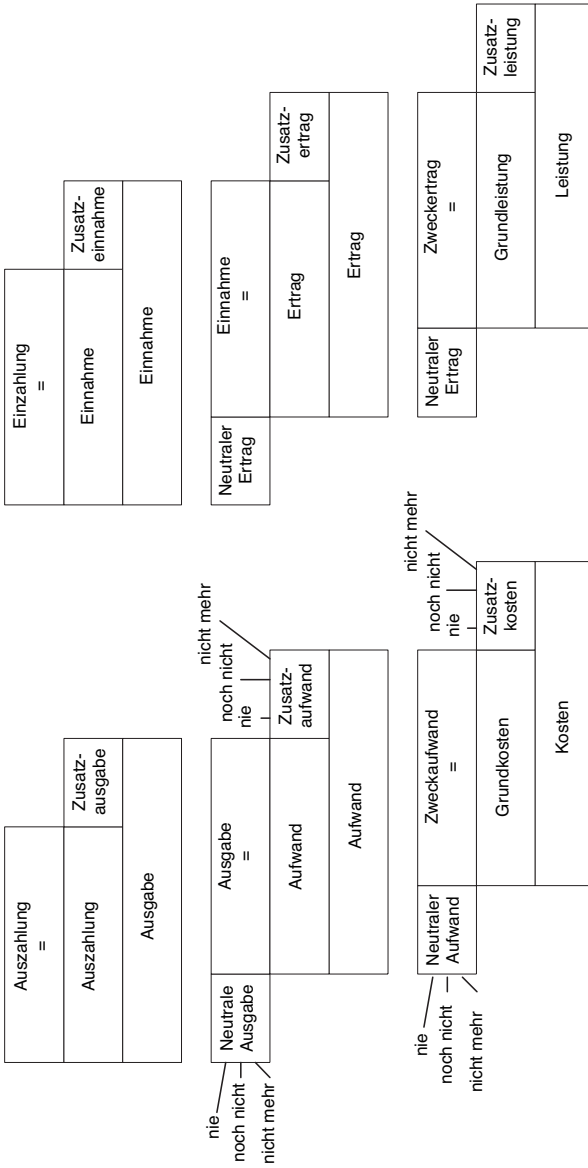 Auszahlung
=
Auszahlung
Zusatz-
ausgabe
Ausgabe
Einzahlung
=
Einnahme
Zusatz-
einnahme
Einnahme
nie
noch nicht
nicht mehr
Neutrale
Ausgabe
Ausgabe
=
Aufwand
nie
noch nicht
nicht mehr
Zusatz-
aufwand
Aufwand
Neutraler
Ertrag
Einnahme
=
Ertrag
Zusatz-
ertrag
Ertrag
nie
noch nicht
nicht mehr
Neutraler
Aufwand
Zweckaufwand
=
Grundkosten
nie
noch nicht
nicht mehr
Zusatz-
kosten
Kosten
Neutraler
Ertrag
Zweckertrag
=
Grundleistung
Zusatz-
leistung
Leistung